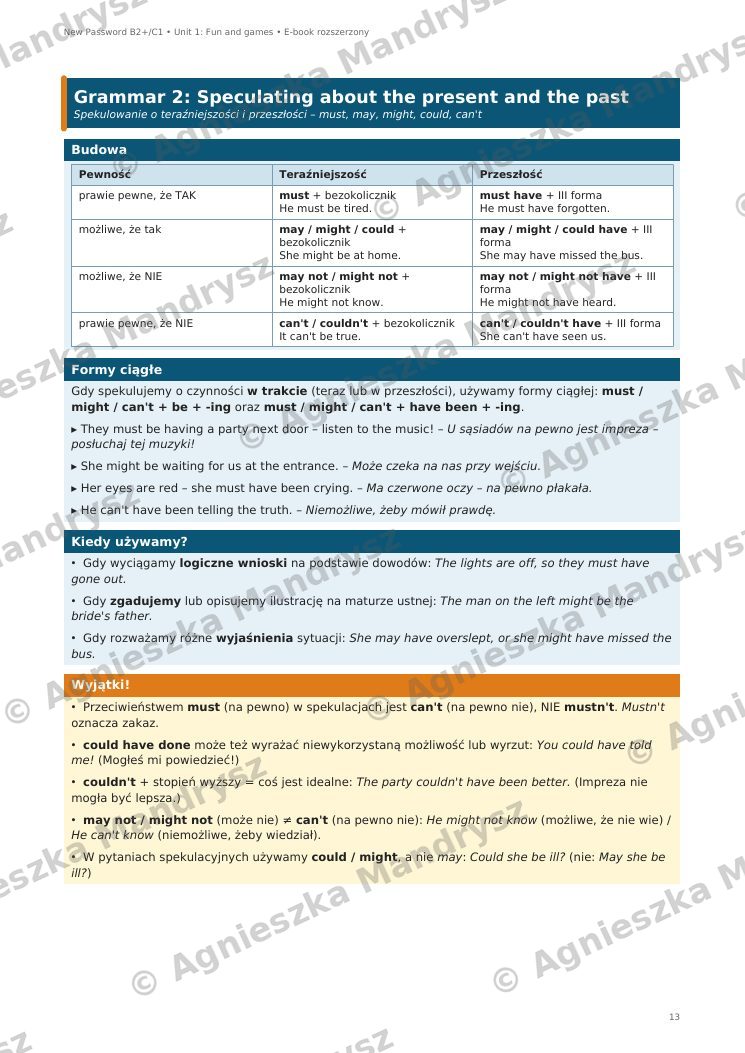 New Password B2+/C1 • Unit 1: Fun and games • E-book rozszerzony
Grammar 2: Speculating about the present and the past
Spekulowanie o teraźniejszości i przeszłości – must, may, might, could, can't
Budowa
Pewność Teraźniejszość Przeszłość
prawie pewne, że TAK must + bezokolicznik must have + III forma
He must be tired. He must have forgotten.
możliwe, że tak may / might / could + may / might / could have + III
bezokolicznik forma
She might be at home. She may have missed the bus.
możliwe, że NIE may not / might not + may not / might not have + III
bezokolicznik forma
He might not know. He might not have heard.
prawie pewne, że NIE can't / couldn't + bezokolicznik can't / couldn't have + III forma
It can't be true. She can't have seen us.
Formy ciągłe
Gdy spekulujemy o czynności w trakcie (teraz lub w przeszłości), używamy formy ciągłej: must /
might / can't + be + -ing oraz must / might / can't + have been + -ing.
▸ They must be having a party next door – listen to the music! – U sąsiadów na pewno jest impreza –
posłuchaj tej muzyki!
▸ She might be waiting for us at the entrance. – Może czeka na nas przy wejściu.
▸ Her eyes are red – she must have been crying. – Ma czerwone oczy – na pewno płakała.
▸ He can't have been telling the truth. – Niemożliwe, żeby mówił prawdę.
Kiedy używamy?
• Gdy wyciągamy logiczne wnioski na podstawie dowodów: The lights are off, so they must have
gone out.
• Gdy zgadujemy lub opisujemy ilustrację na maturze ustnej: The man on the left might be the
bride's father.
• Gdy rozważamy różne wyjaśnienia sytuacji: She may have overslept, or she might have missed the
bus.
Wyjątki!
• Przeciwieństwem must (na pewno) w spekulacjach jest can't (na pewno nie), NIE mustn't. Mustn't
oznacza zakaz.
• could have done może też wyrażać niewykorzystaną możliwość lub wyrzut: You could have told
me! (Mogłeś mi powiedzieć!)
• couldn't + stopień wyższy = coś jest idealne: The party couldn't have been better. (Impreza nie
mogła być lepsza.)
• may not / might not (może nie) ≠ can't (na pewno nie): He might not know (możliwe, że nie wie) /
He can't know (niemożliwe, żeby wiedział).
• W pytaniach spekulacyjnych używamy could / might, a nie may: Could she be ill? (nie: May she be
ill?)
© Agnieszka Mandrysz
13